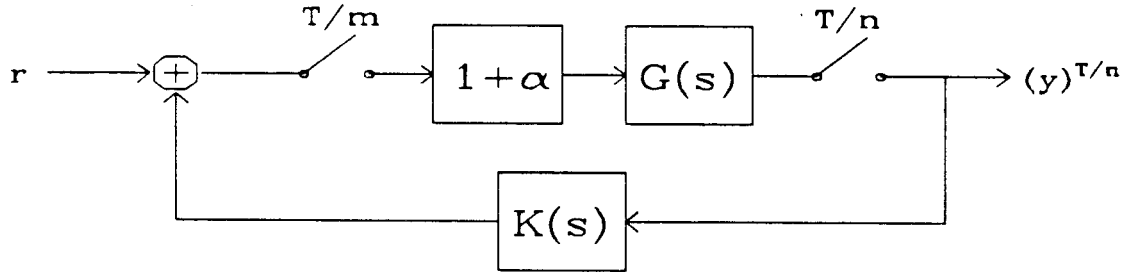 T/m
T/n
r
+
1+α
G(s)
(y)^T/n
K(s)